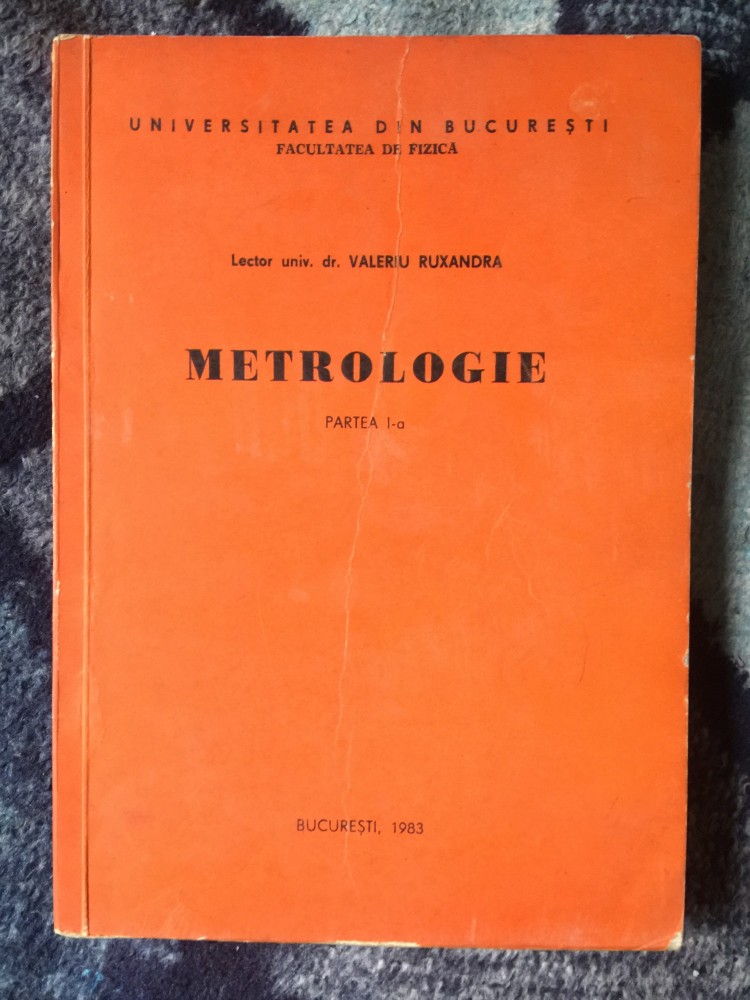 UNIVERSITATEA DIN BUCUREȘTI
FACULTATEA DE FIZICĂ
Lector univ. dr. VALERIU RUXANDRA
METROLOGIE
PARTEA I-a
BUCUREȘTI, 1983